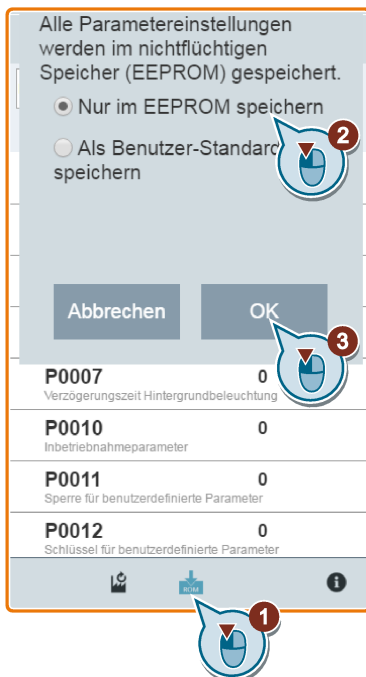 Alle Parametereinstellungen
werden im nichtflüchtigen
Speicher (EEPROM) gespeichert.
Nur im EEPROM speichern
2
Als Benutzer-Standard
speichern
Abbrechen
OK
3
P0007 0
Verzögerungszeit Hintergrundbeleuchtung
P0010 0
Inbetriebnahmeparameter
P0011 0
Sperre für benutzerdefinierte Parameter
P0012 0
Schlüssel für benutzerdefinierte Parameter
ROM
i
1